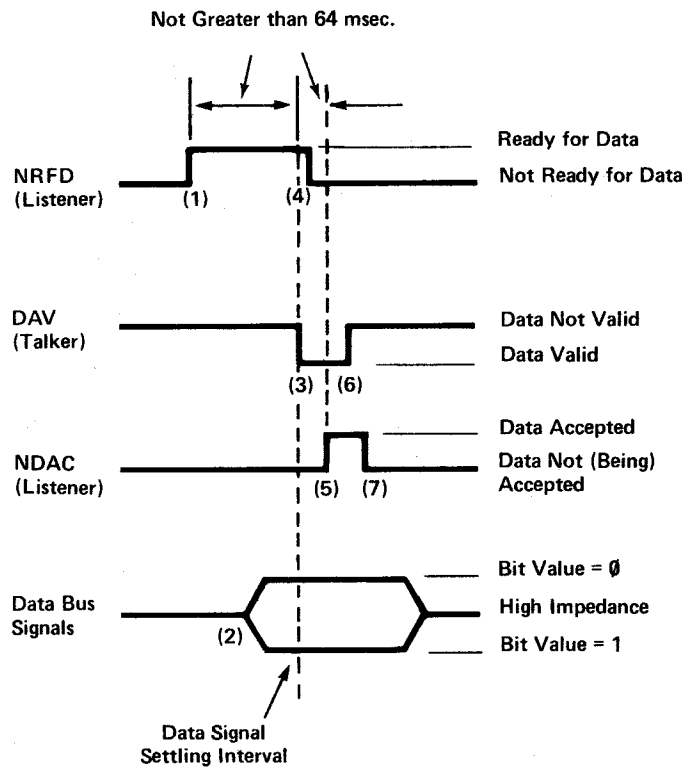 Not Greater than 64 msec.
Ready for Data
NRFD
(Listener)
Not Ready for Data
(1)
(4)
DAV
(Talker)
Data Not Valid
Data Valid
(3)
(6)
Data Accepted
NDAC
(Listener)
Data Not (Being)
Accepted
(5)
(7)
Bit Value = 0̸
Data Bus
Signals
High Impedance
(2)
Bit Value = 1
Data Signal
Settling Interval